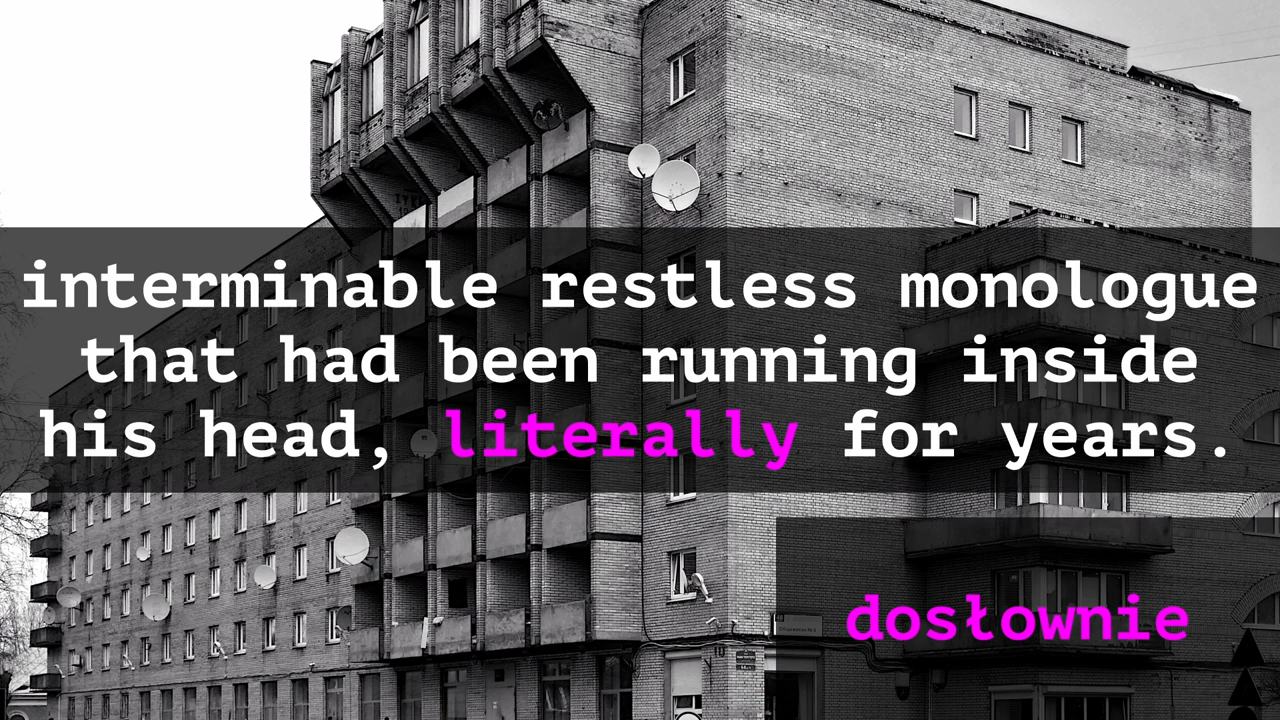 interminable restless monologue
that had been running inside
his head, literally for years.
dosłownie